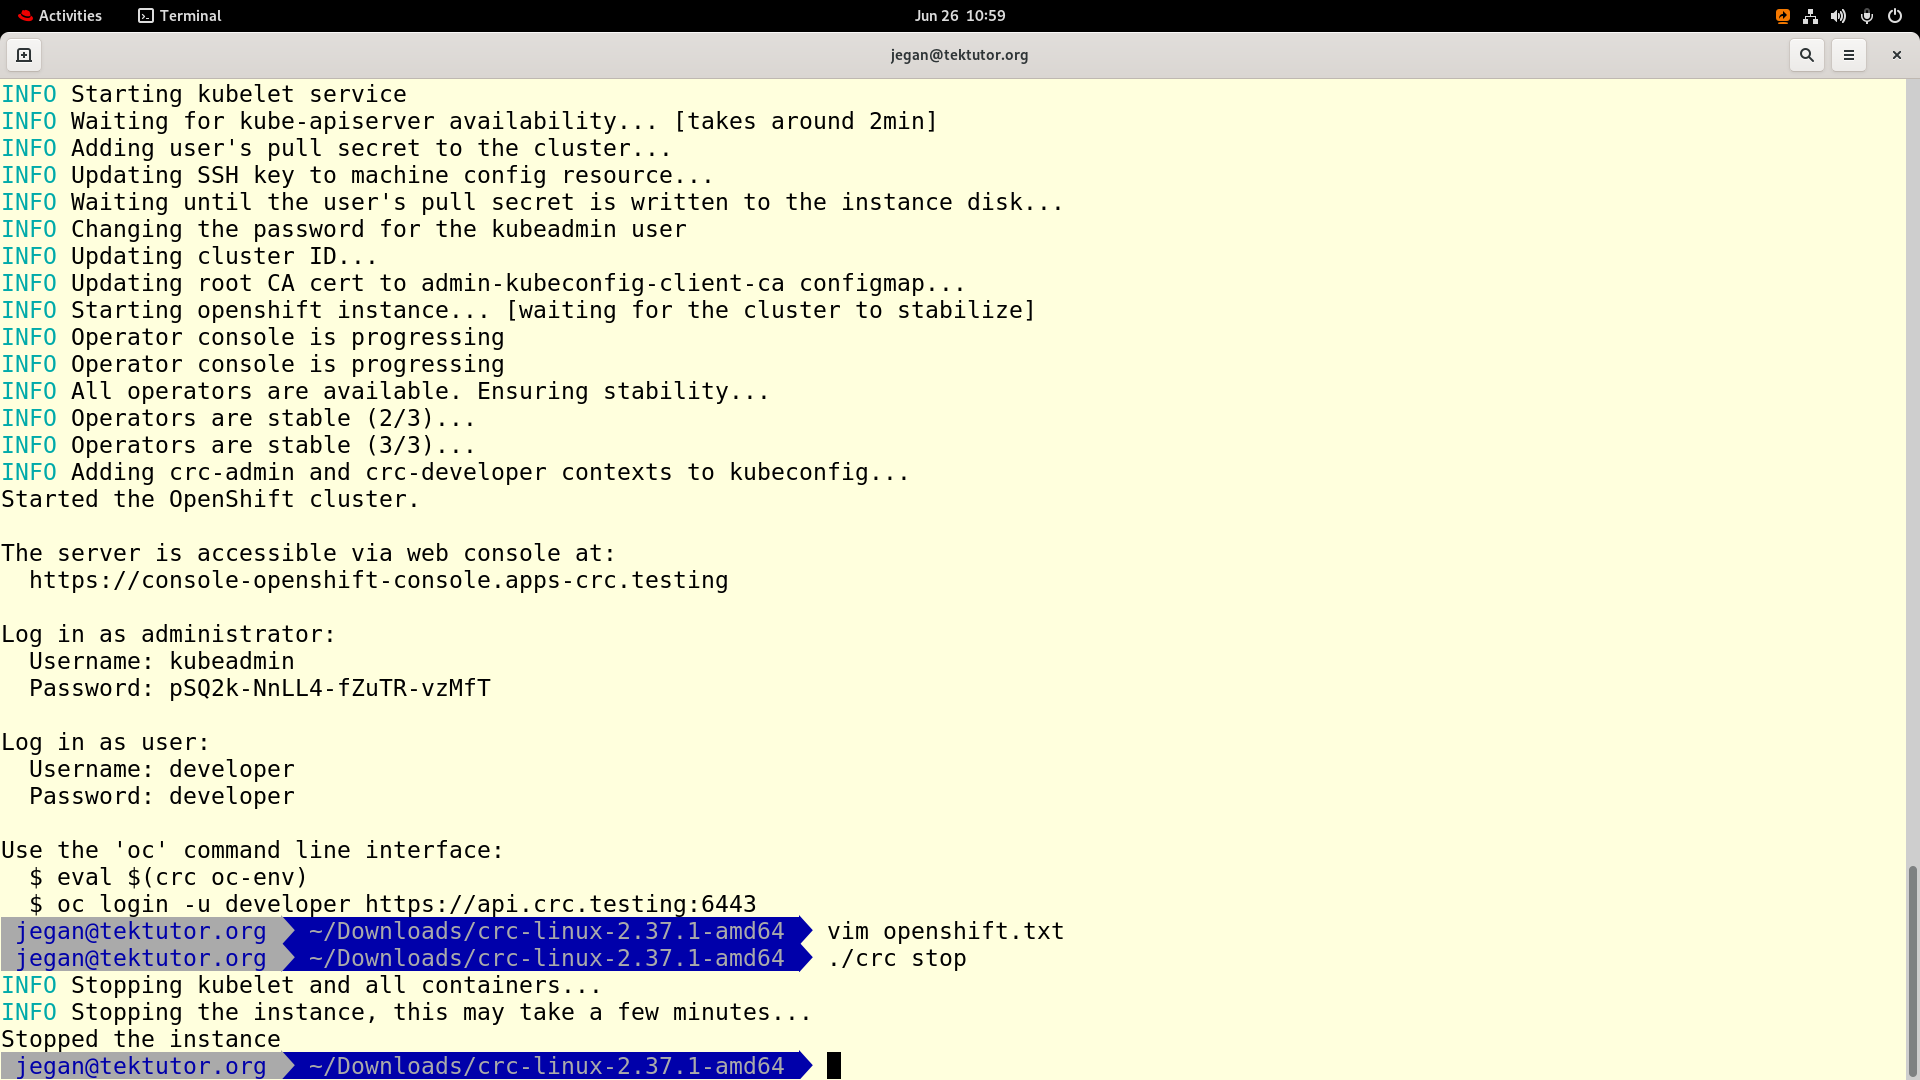 Activities Terminal Jun 26 10:59
jegan@tektutor.org
INFO Starting kubelet service
INFO Waiting for kube-apiserver availability... [takes around 2min]
INFO Adding user's pull secret to the cluster...
INFO Updating SSH key to machine config resource...
INFO Waiting until the user's pull secret is written to the instance disk...
INFO Changing the password for the kubeadmin user
INFO Updating cluster ID...
INFO Updating root CA cert to admin-kubeconfig-client-ca configmap...
INFO Starting openshift instance... [waiting for the cluster to stabilize]
INFO Operator console is progressing
INFO Operator console is progressing
INFO All operators are available. Ensuring stability...
INFO Operators are stable (2/3)...
INFO Operators are stable (3/3)...
INFO Adding crc-admin and crc-developer contexts to kubeconfig...
Started the OpenShift cluster.

The server is accessible via web console at:
  https://console-openshift-console.apps-crc.testing

Log in as administrator:
  Username: kubeadmin
  Password: pSQ2k-NnLL4-fZuTR-vzMfT

Log in as user:
  Username: developer
  Password: developer

Use the 'oc' command line interface:
  $ eval $(crc oc-env)
  $ oc login -u developer https://api.crc.testing:6443
jegan@tektutor.org ~/Downloads/crc-linux-2.37.1-amd64 vim openshift.txt
jegan@tektutor.org ~/Downloads/crc-linux-2.37.1-amd64 ./crc stop
INFO Stopping kubelet and all containers...
INFO Stopping the instance, this may take a few minutes...
Stopped the instance
jegan@tektutor.org ~/Downloads/crc-linux-2.37.1-amd64